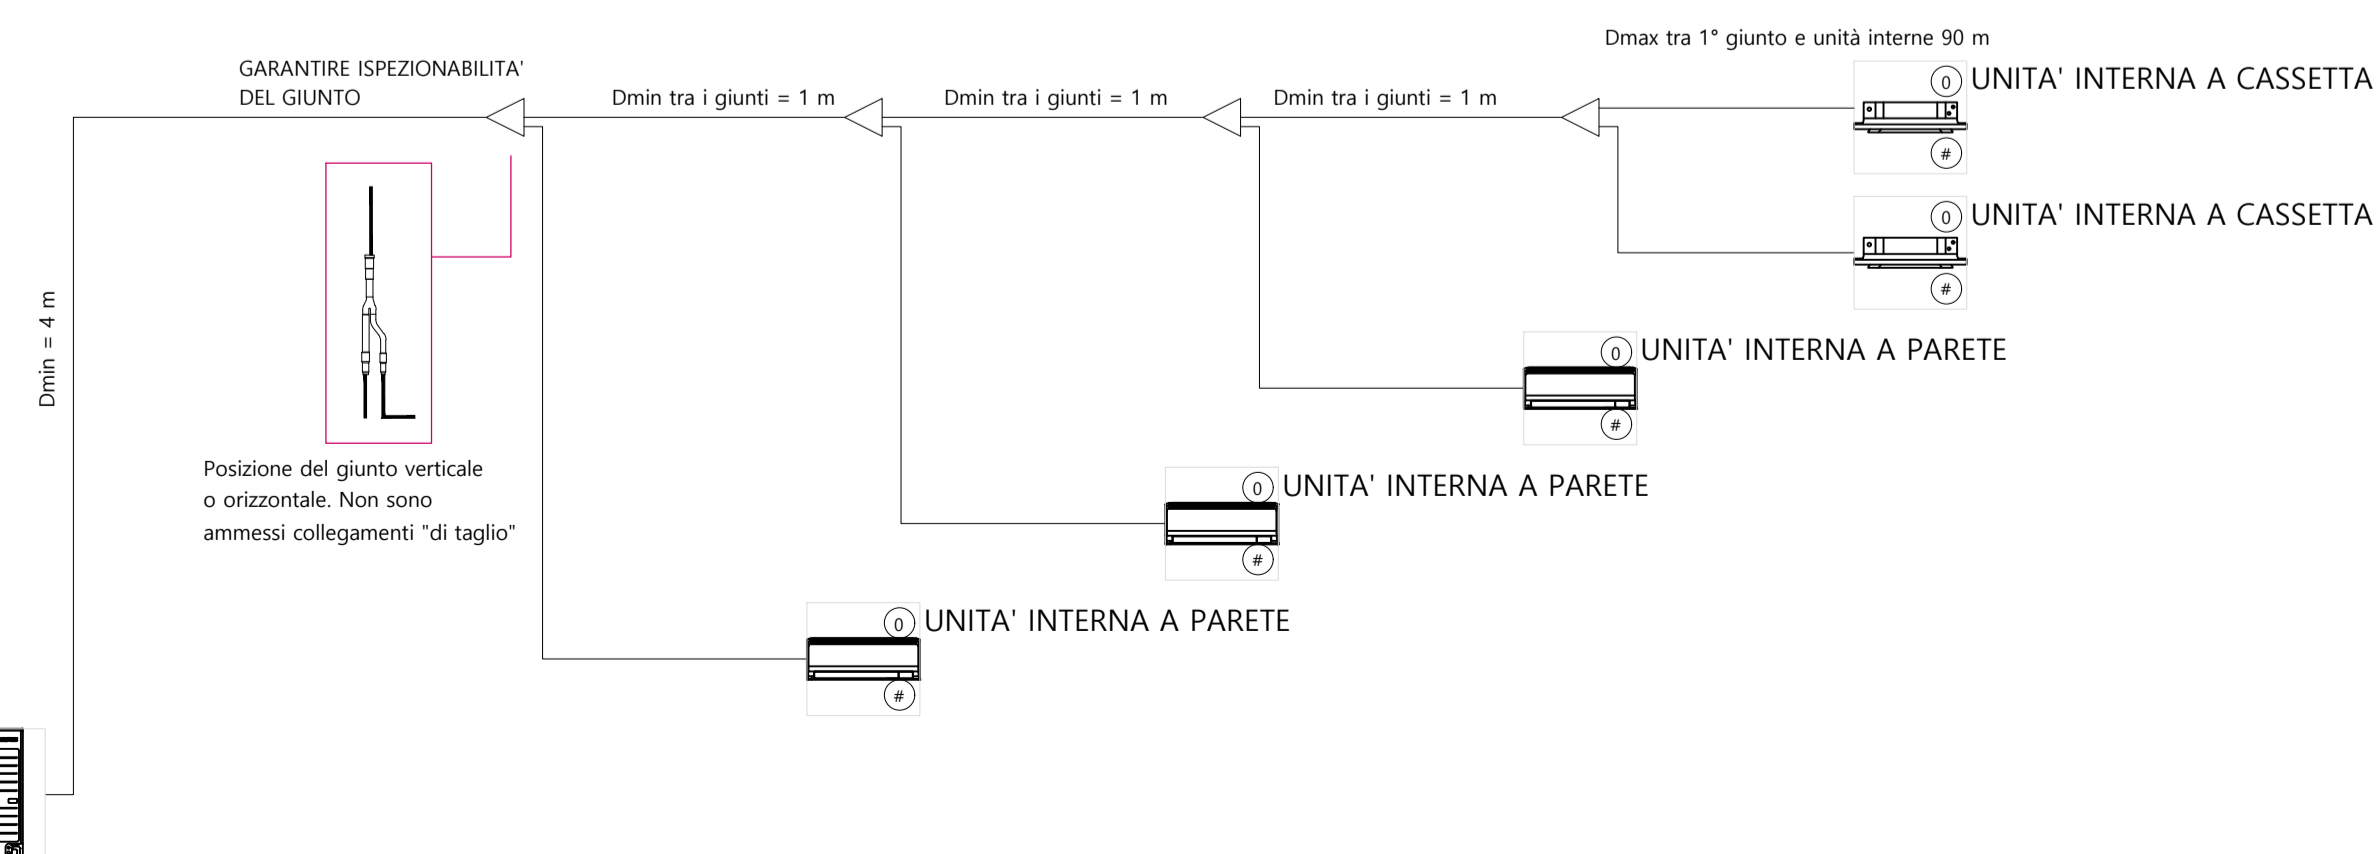 Dmax tra 1° giunto e unità interne 90 m
GARANTIRE ISPEZIONABILITA'
DEL GIUNTO
Dmin tra i giunti = 1 m
Dmin tra i giunti = 1 m
Dmin tra i giunti = 1 m
0
UNITA' INTERNA A CASSETTA
#
0
UNITA' INTERNA A CASSETTA
#
Dmin = 4 m
0
UNITA' INTERNA A PARETE
#
Posizione del giunto verticale
o orizzontale. Non sono
ammessi collegamenti "di taglio"
0
UNITA' INTERNA A PARETE
#
0
UNITA' INTERNA A PARETE
#